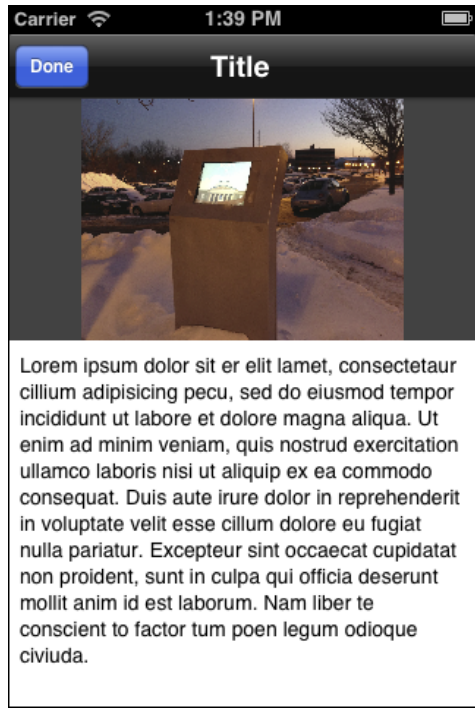 Carrier 1:39 PM
Done Title
Lorem ipsum dolor sit er elit lamet, consectetaur
cillium adipisicing pecu, sed do eiusmod tempor
incididunt ut labore et dolore magna aliqua. Ut
enim ad minim veniam, quis nostrud exercitation
ullamco laboris nisi ut aliquip ex ea commodo
consequat. Duis aute irure dolor in reprehenderit
in voluptate velit esse cillum dolore eu fugiat
nulla pariatur. Excepteur sint occaecat cupidatat
non proident, sunt in culpa qui officia deserunt
mollit anim id est laborum. Nam liber te
conscient to factor tum poen legum odioque
civiuda.